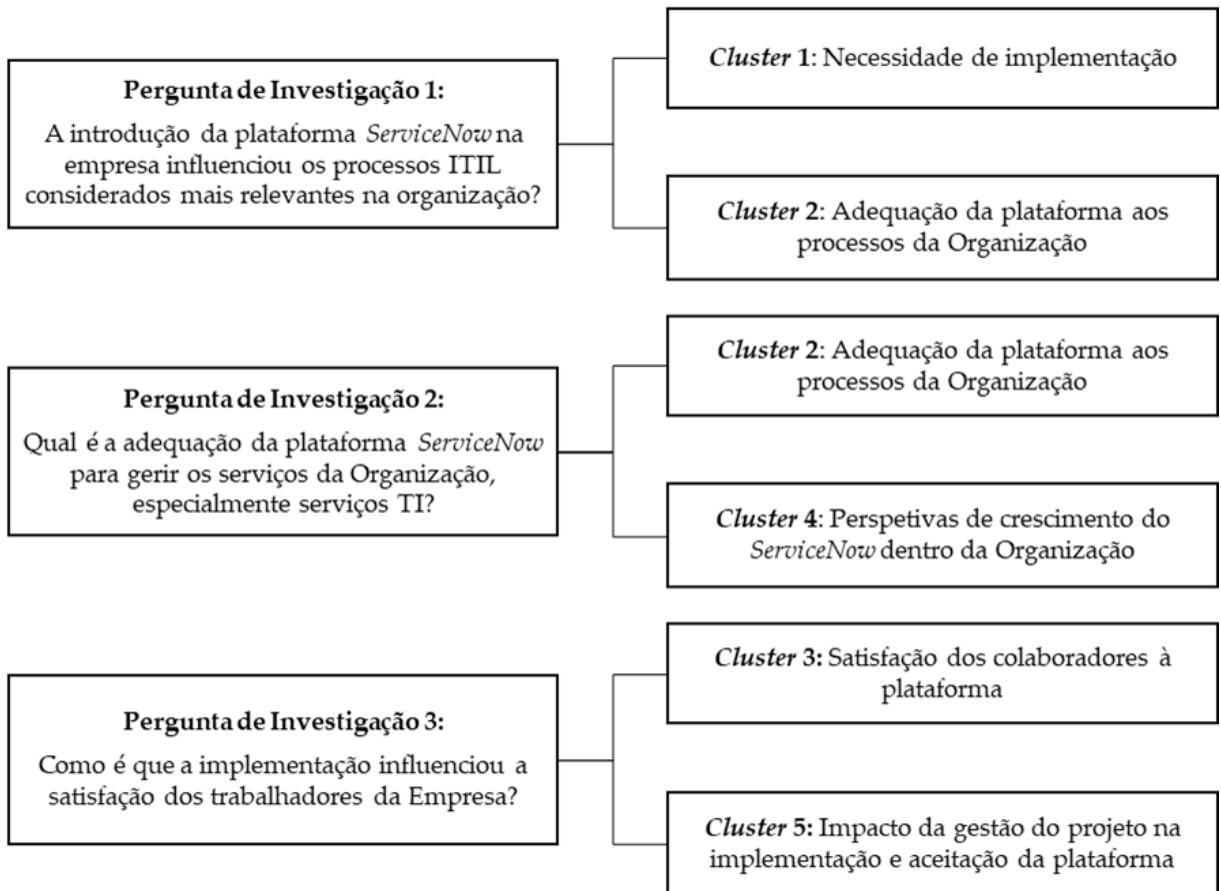 Pergunta de Investigação 1:
A introdução da plataforma ServiceNow na
empresa influenciou os processos ITIL
considerados mais relevantes na organização?
Cluster 1: Necessidade de implementação
Cluster 2: Adequação da plataforma aos
processos da Organização
Pergunta de Investigação 2:
Qual é a adequação da plataforma ServiceNow
para gerir os serviços da Organização,
especialmente serviços TI?
Cluster 2: Adequação da plataforma aos
processos da Organização
Cluster 4: Perspetivas de crescimento do
ServiceNow dentro da Organização
Pergunta de Investigação 3:
Como é que a implementação influenciou a
satisfação dos trabalhadores da Empresa?
Cluster 3: Satisfação dos colaboradores à
plataforma
Cluster 5: Impacto da gestão do projeto na
implementação e aceitação da plataforma